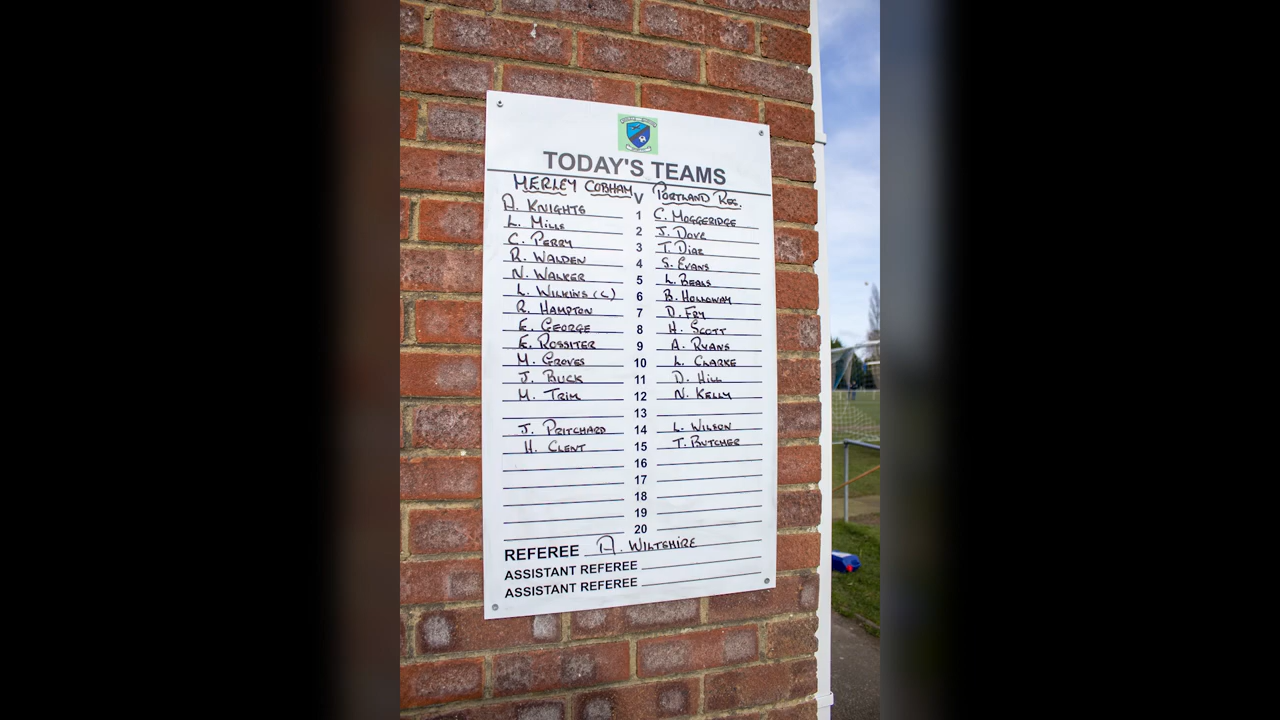 TODAY'S TEAMS
MERLEY COBHAM V PORTLAND RES.
A. KNIGHTS 1 C. MOGGERIDGE
L. MILLS 2 J. DOVE
C. PERRY 3 T. DIAZ
R. WALDEN 4 S. EVANS
N. WALKER 5 L. BEALS
L. WILKINS (C) 6 B. HOLLOWAY
R. HAMPTON 7 D. FRY
E. GEORGE 8 H. SCOTT
E. ROSSITER 9 A. RYANS
M. GROVES 10 L. CLARKE
J. BUCK 11 D. HILL
M. TRIM 12 N. KELLY
13
J. PRITCHARD 14 L. WILSON
H. CLENT 15 T. BUTCHER
16
17
18
19
20
REFEREE A. WILTSHIRE
ASSISTANT REFEREE
ASSISTANT REFEREE